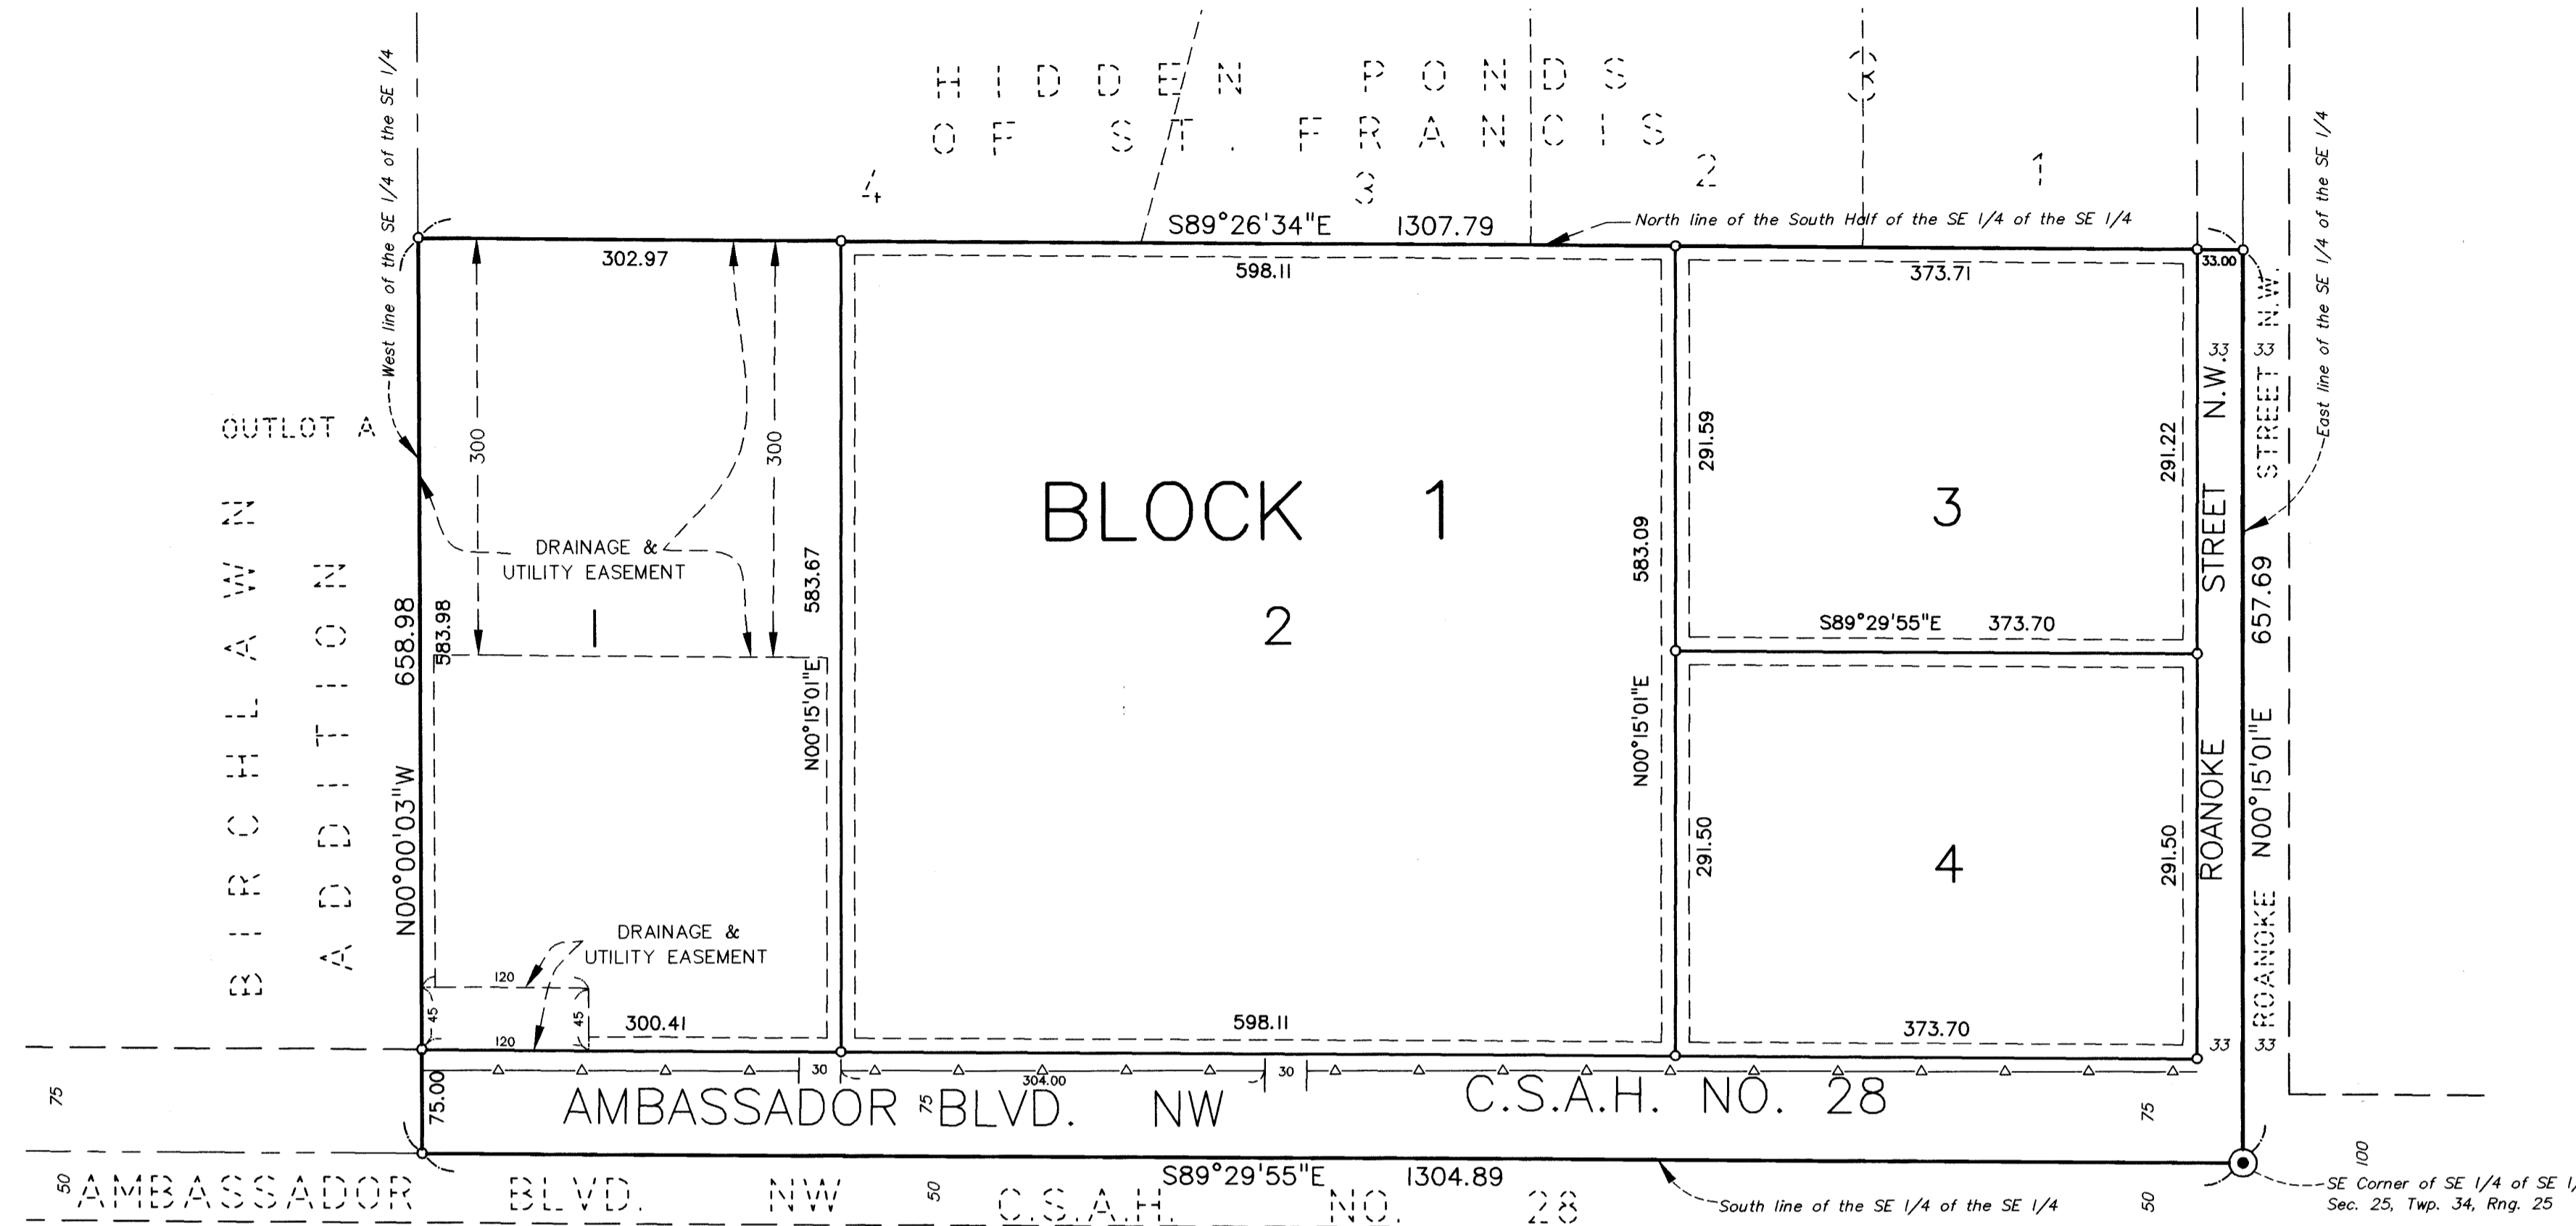 HIDDEN PONDS
OF ST. FRANCIS
4
3
2
1
S89°26'34"E 1307.79
North line of the South Half of the SE 1/4 of the SE 1/4
West line of the SE 1/4 of the SE 1/4
East line of the SE 1/4 of the SE 1/4
302.97
598.11
373.71
33.00
300
300
OUTLOT A
BIRCHLAWN
ADDITION
N00°00'03"W 658.98
583.98
DRAINAGE &
UTILITY EASEMENT
1
583.67
N00°15'01"E
BLOCK 1
2
583.09
N00°15'01"E
291.59
3
291.22
S89°29'55"E 373.70
291.50
4
291.50
373.70
33
33
33
33
ROANOKE STREET N.W.
ROANOKE STREET N.W.
N00°15'01"E 657.69
DRAINAGE &
UTILITY EASEMENT
120
45
45
120
300.41
598.11
30
304.00
30
75
75.00
AMBASSADOR BLVD. NW
75
C.S.A.H. NO. 28
75
S89°29'55"E 1304.89
50
AMBASSADOR BLVD. NW
50
C.S.A.H. NO. 28
South line of the SE 1/4 of the SE 1/4
50
100
SE Corner of SE 1/4 of SE 1/
Sec. 25, Twp. 34, Rng. 25